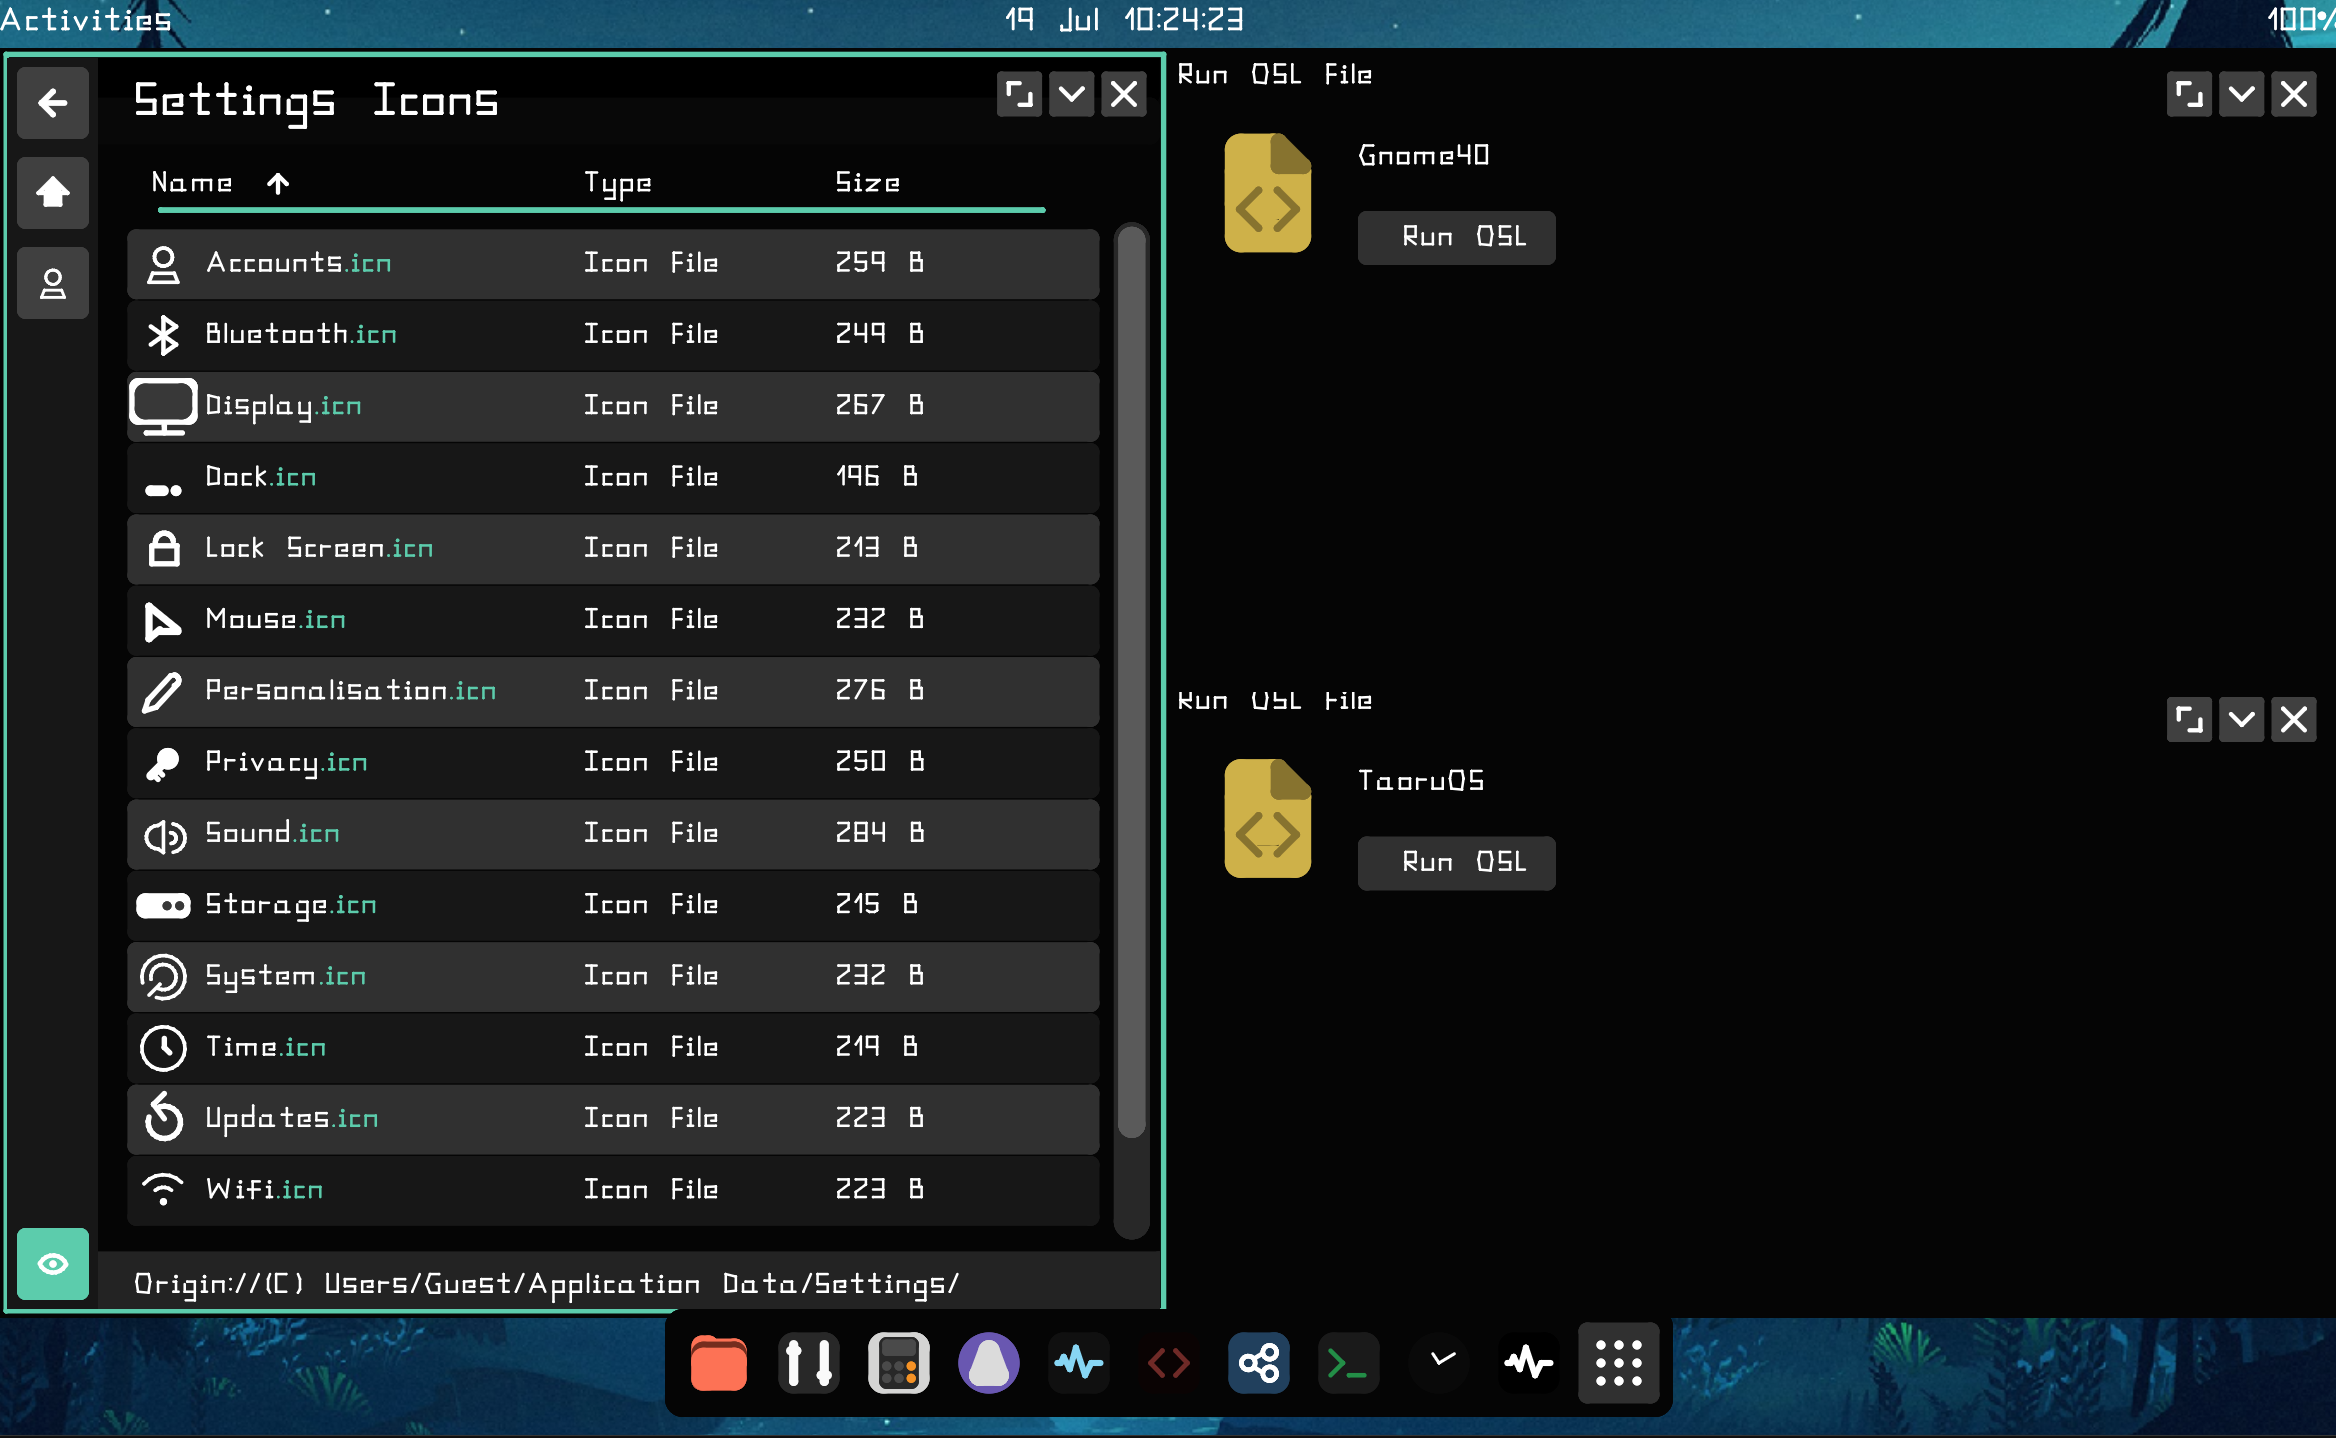 Activities 19 Jul 10:24:23 100%
Settings Icons
Name Type Size
Accounts.icn Icon File 259 B
Bluetooth.icn Icon File 249 B
Display.icn Icon File 267 B
Dock.icn Icon File 196 B
Lock Screen.icn Icon File 213 B
Mouse.icn Icon File 232 B
Personalisation.icn Icon File 276 B
Privacy.icn Icon File 250 B
Sound.icn Icon File 284 B
Storage.icn Icon File 215 B
System.icn Icon File 232 B
Time.icn Icon File 219 B
Updates.icn Icon File 223 B
Wifi.icn Icon File 223 B
Origin://(C) Users/Guest/Application Data/Settings/
Run OSL File
Gnome40
Run OSL
Run OSL File
TaoruOS
Run OSL